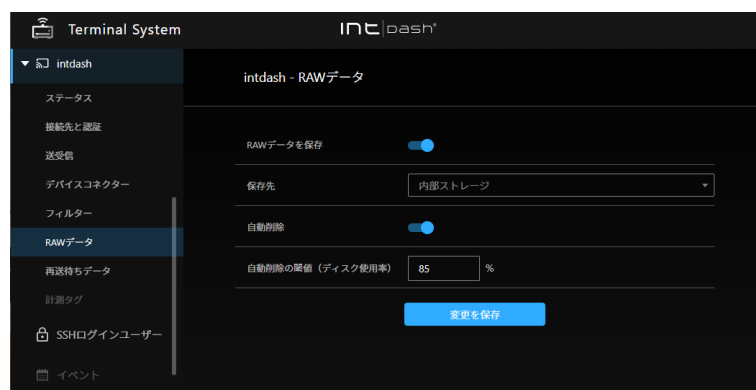 Terminal System
intdash®
intdash
intdash - RAWデータ
ステータス
接続先と認証
送受信
デバイスコネクター
フィルター
RAWデータ
再送待ちデータ
計測タグ
SSHログインユーザー
イベント
RAWデータを保存
保存先
内部ストレージ
自動削除
自動削除の閾値（ディスク使用率）
85 %
変更を保存